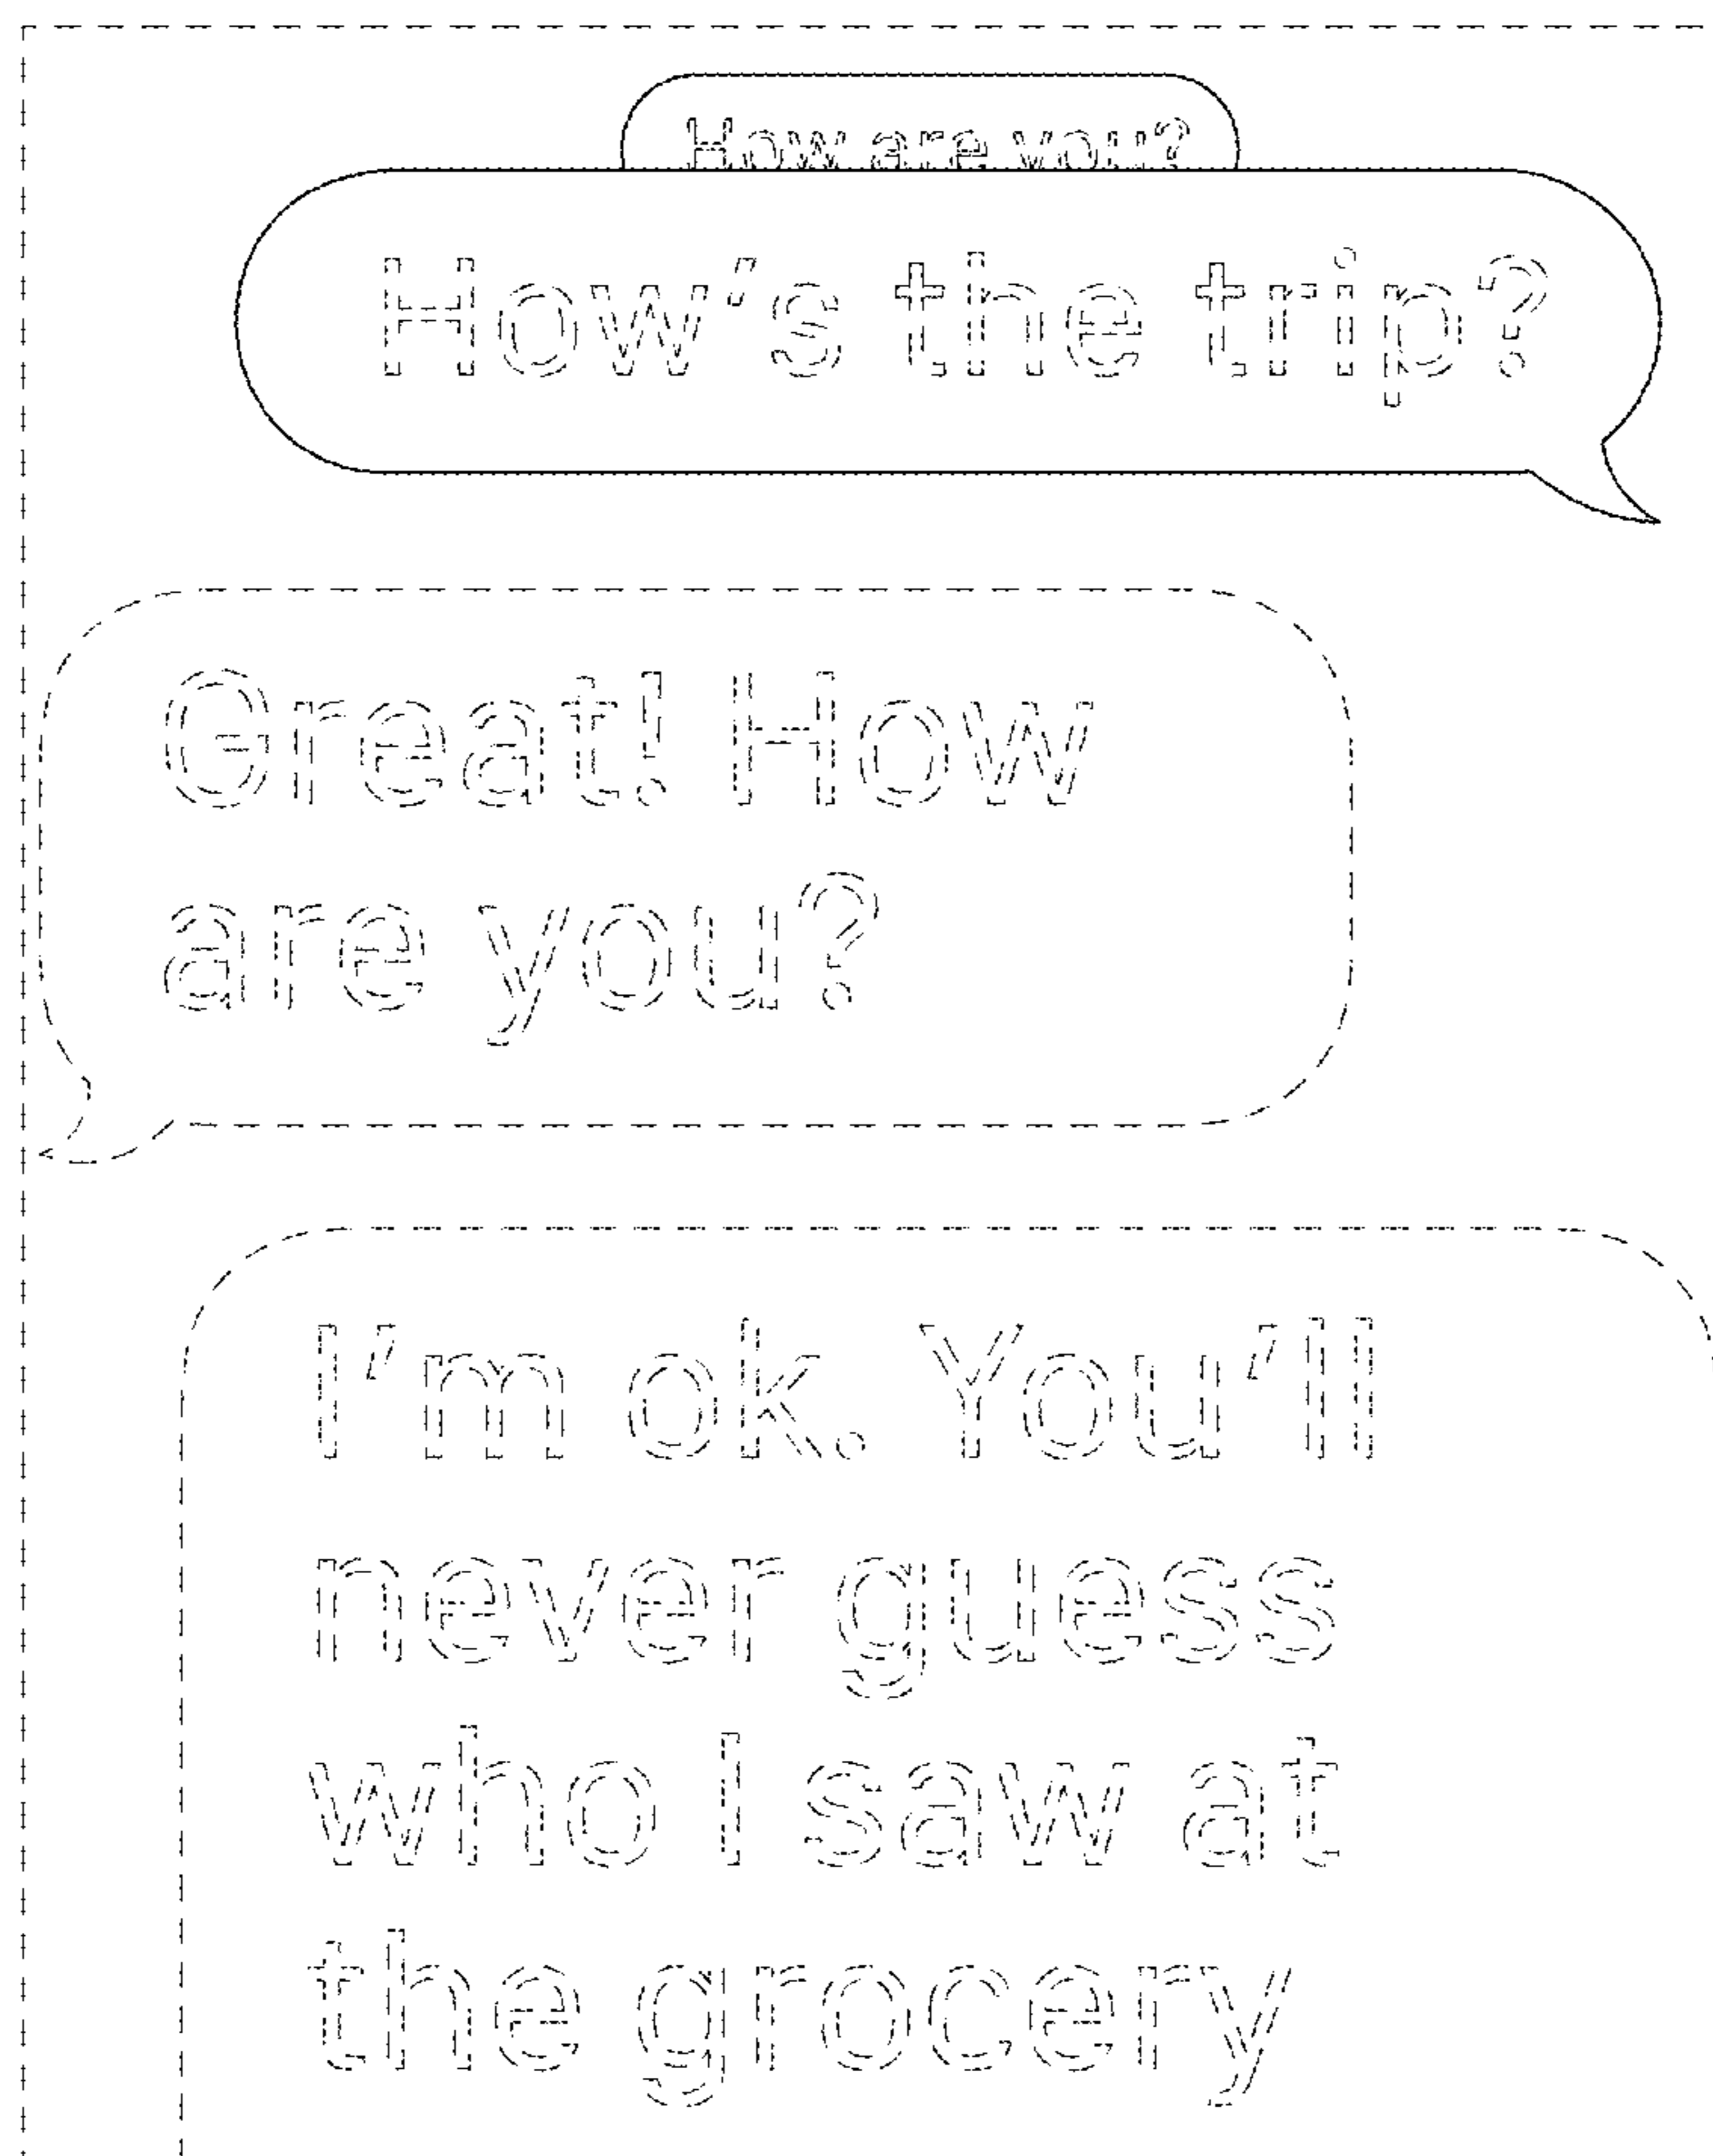 How are you?
How's the trip?
Great! How
are you?
I'm ok. You'll
never guess
who I saw at
the grocery